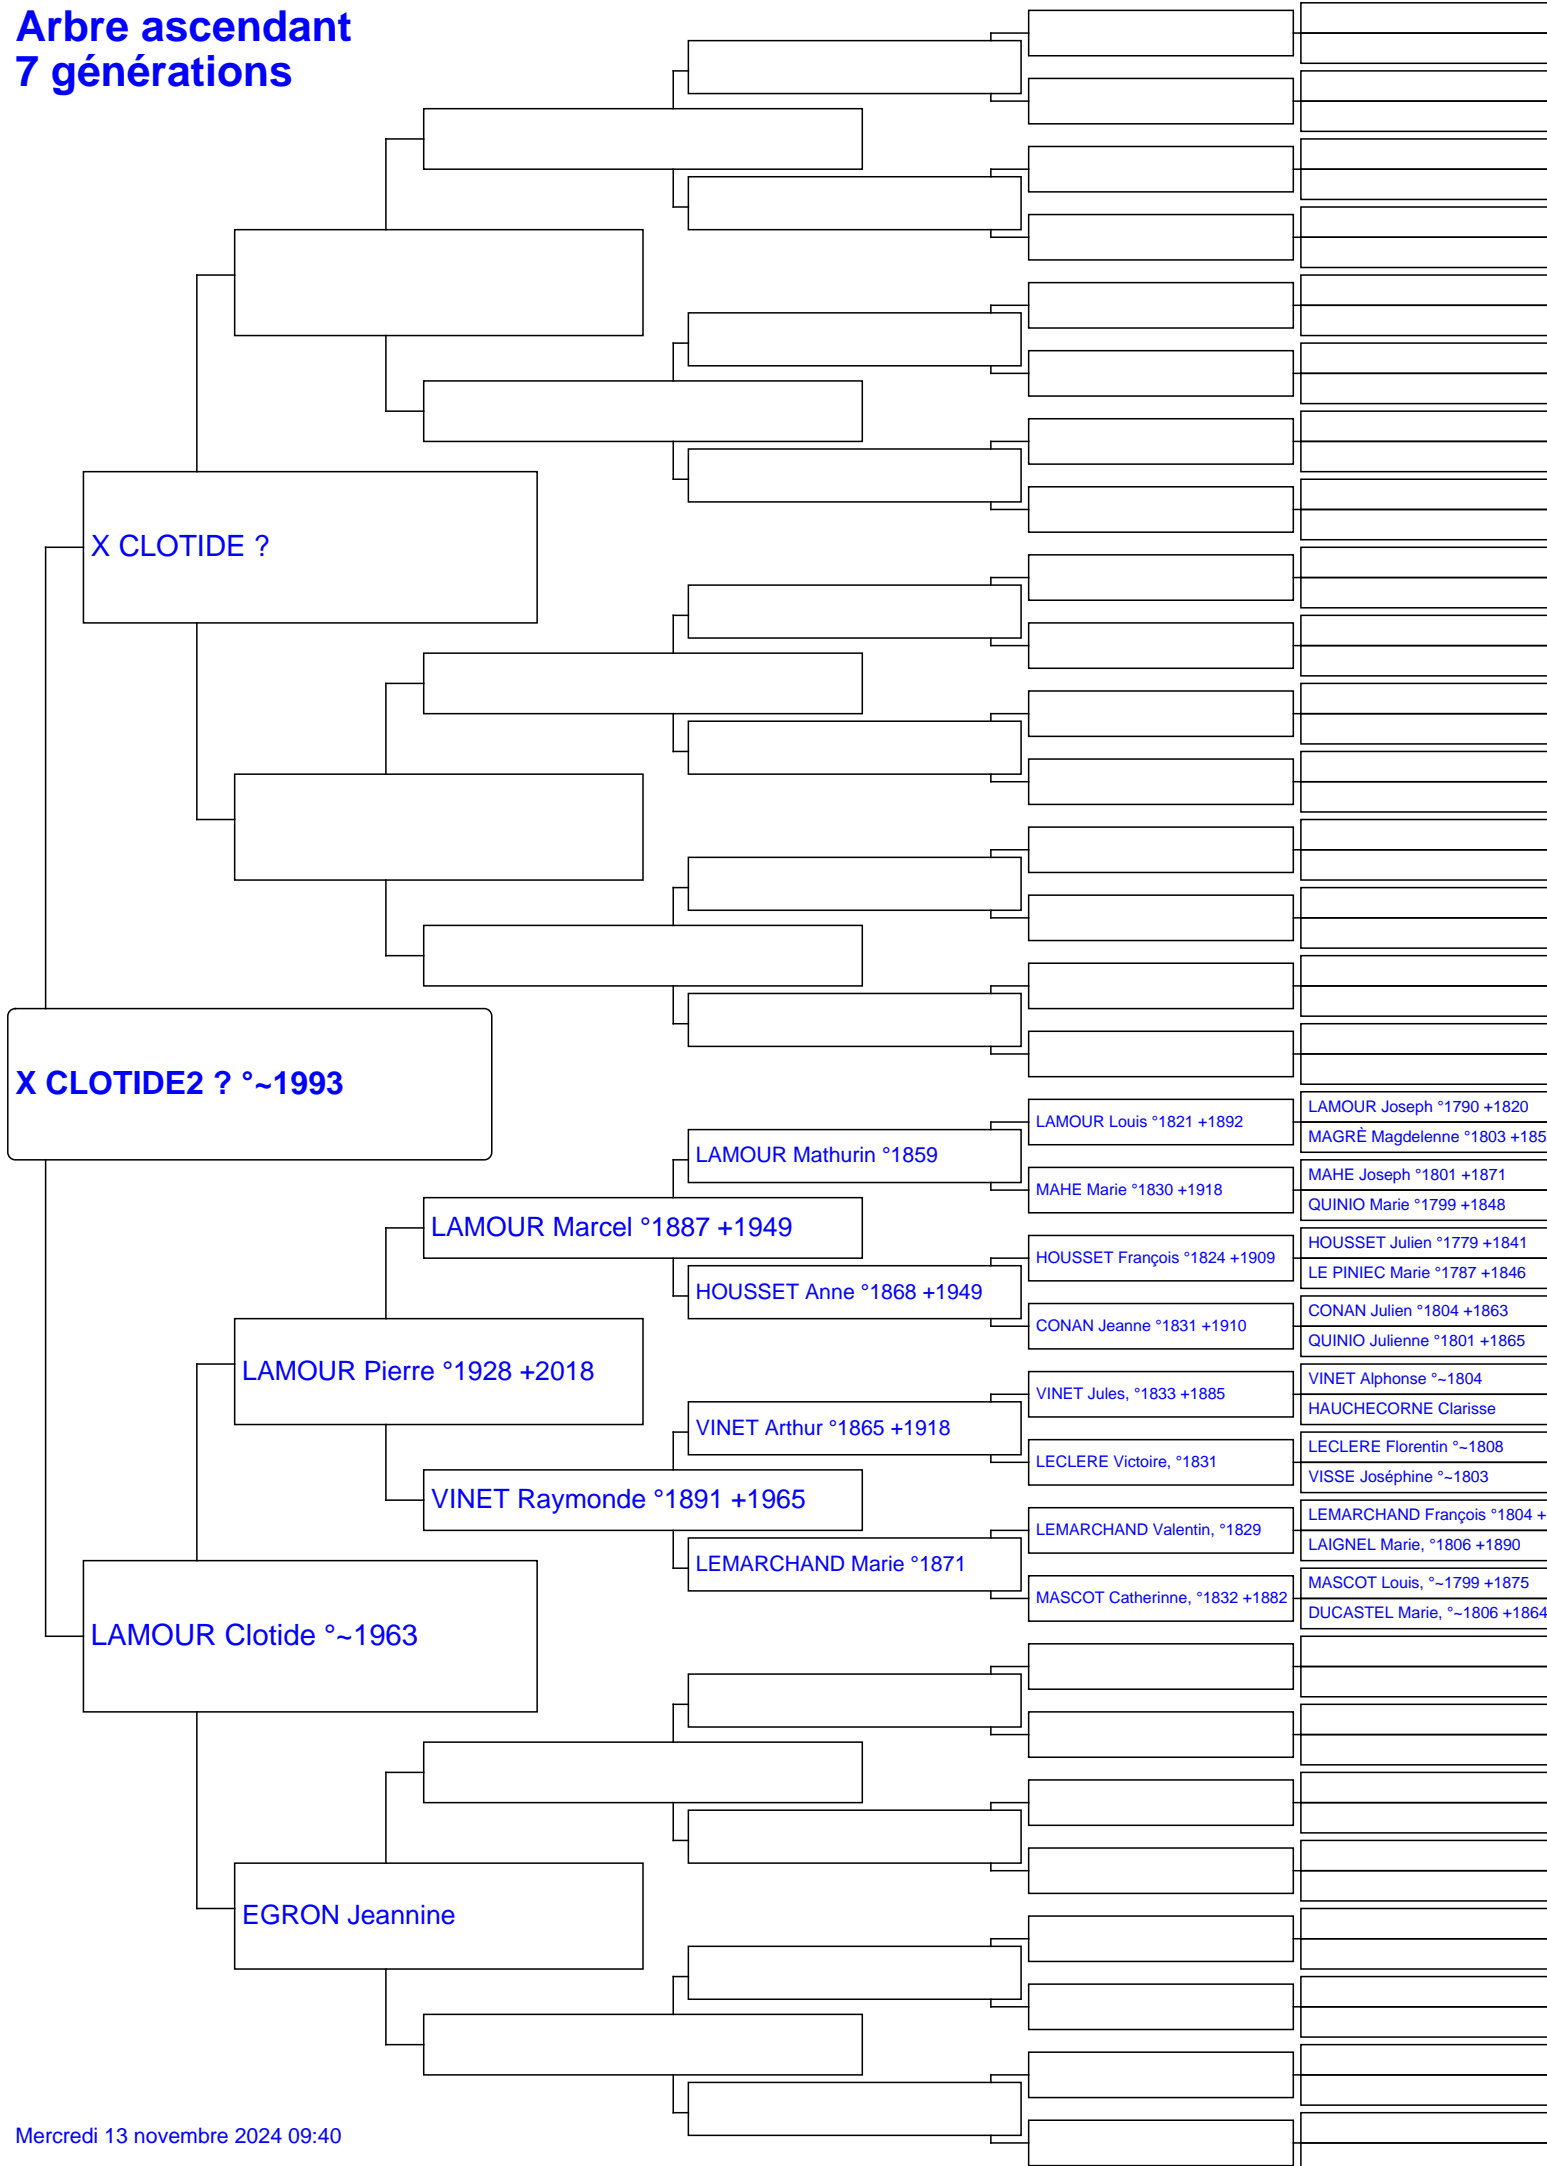 Arbre ascendant
7 générations
X CLOTIDE ?
X CLOTIDE2 ? °~1993
LAMOUR Joseph °1790 +1820
LAMOUR Louis °1821 +1892
MAGRÈ Magdelenne °1803 +185
LAMOUR Mathurin °1859
MAHE Joseph °1801 +1871
MAHE Marie °1830 +1918
QUINIO Marie °1799 +1848
LAMOUR Marcel °1887 +1949
HOUSSET Julien °1779 +1841
HOUSSET François °1824 +1909
LE PINIEC Marie °1787 +1846
HOUSSET Anne °1868 +1949
CONAN Julien °1804 +1863
CONAN Jeanne °1831 +1910
QUINIO Julienne °1801 +1865
LAMOUR Pierre °1928 +2018
VINET Alphonse °~1804
VINET Jules, °1833 +1885
HAUCHECORNE Clarisse
VINET Arthur °1865 +1918
LECLERE Florentin °~1808
LECLERE Victoire, °1831
VISSE Joséphine °~1803
VINET Raymonde °1891 +1965
LEMARCHAND François °1804 +
LEMARCHAND Valentin, °1829
LAIGNEL Marie, °1806 +1890
LEMARCHAND Marie °1871
MASCOT Louis, °~1799 +1875
MASCOT Catherinne, °1832 +1882
DUCASTEL Marie, °~1806 +1864
LAMOUR Clotide °~1963
EGRON Jeannine
Mercredi 13 novembre 2024 09:40